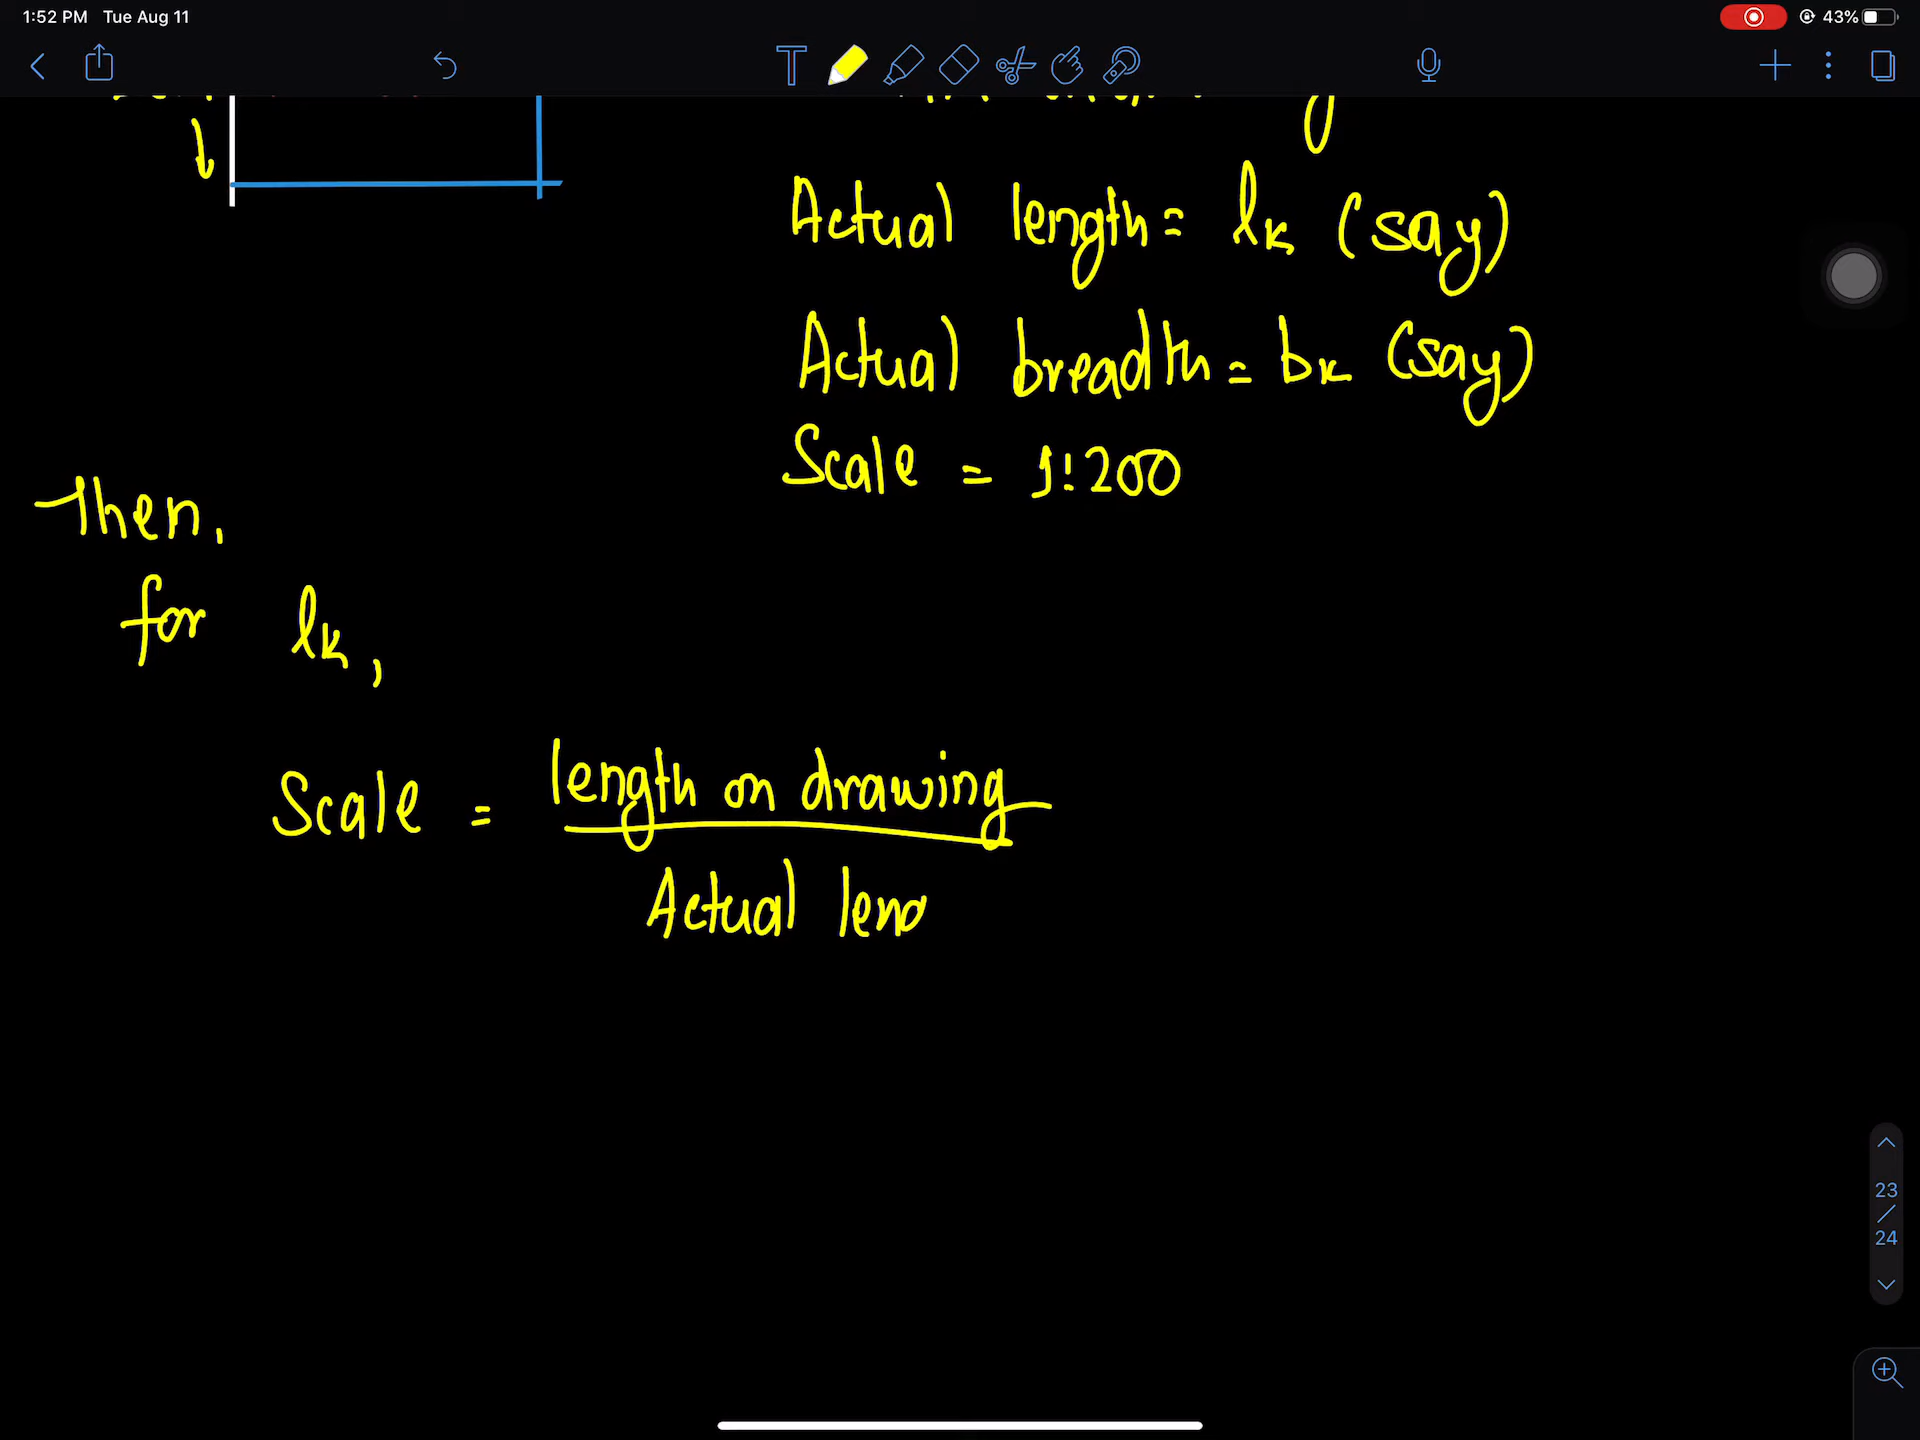 1:52 PM Tue Aug 11
43%
Actual length = lk (say)
Actual breadth = bk (say)
Scale = 1:200
Then,
for lk,
Scale = length on drawing
Actual len
23
/
24